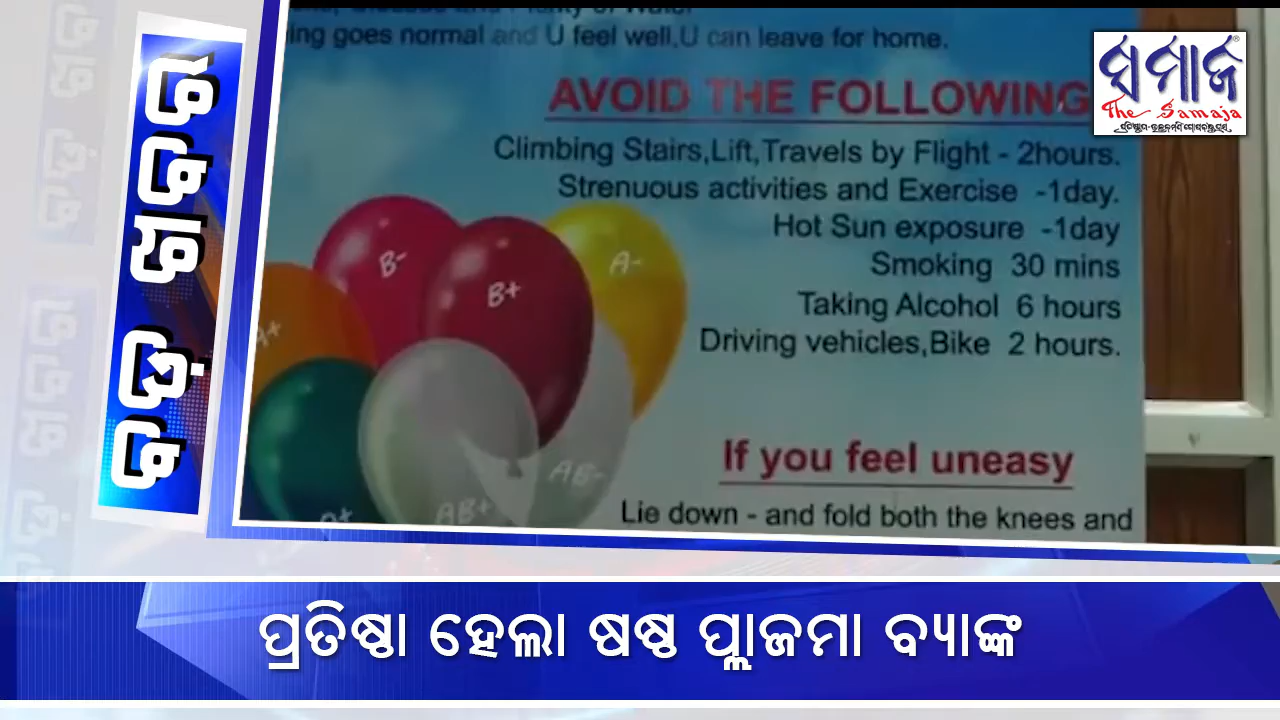 ing goes normal and U feel well,U can leave for home.
AVOID THE FOLLOWING
Climbing Stairs,Lift,Travels by Flight - 2hours.
Strenuous activities and Exercise -1day.
Hot Sun exposure -1day
Smoking 30 mins
Taking Alcohol 6 hours
Driving vehicles,Bike 2 hours.
B-
B+
A-
A+
AB+
AB-
If you feel uneasy
Lie down - and fold both the knees and
ବଡ଼ ଖବର
ସମାଜ
The Samaja
ପ୍ରତିଷ୍ଠା ହେଲା ଷଷ୍ଠ ପ୍ଲାଜମା ବ୍ୟାଙ୍କ